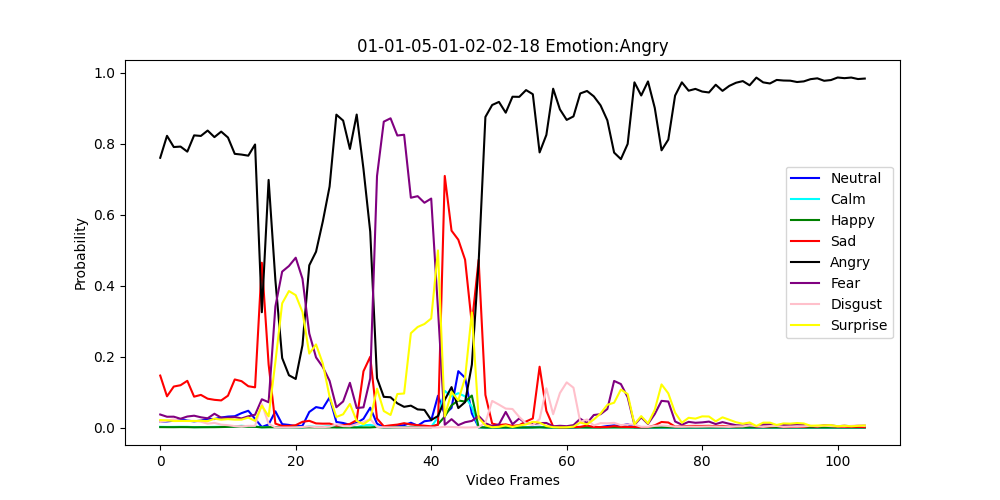 01-01-05-01-02-02-18 Emotion:Angry
1.0
0.8
0.6
0.4
0.2
0.0
Probability
0
20
40
60
80
100
Video Frames
Neutral
Calm
Happy
Sad
Angry
Fear
Disgust
Surprise